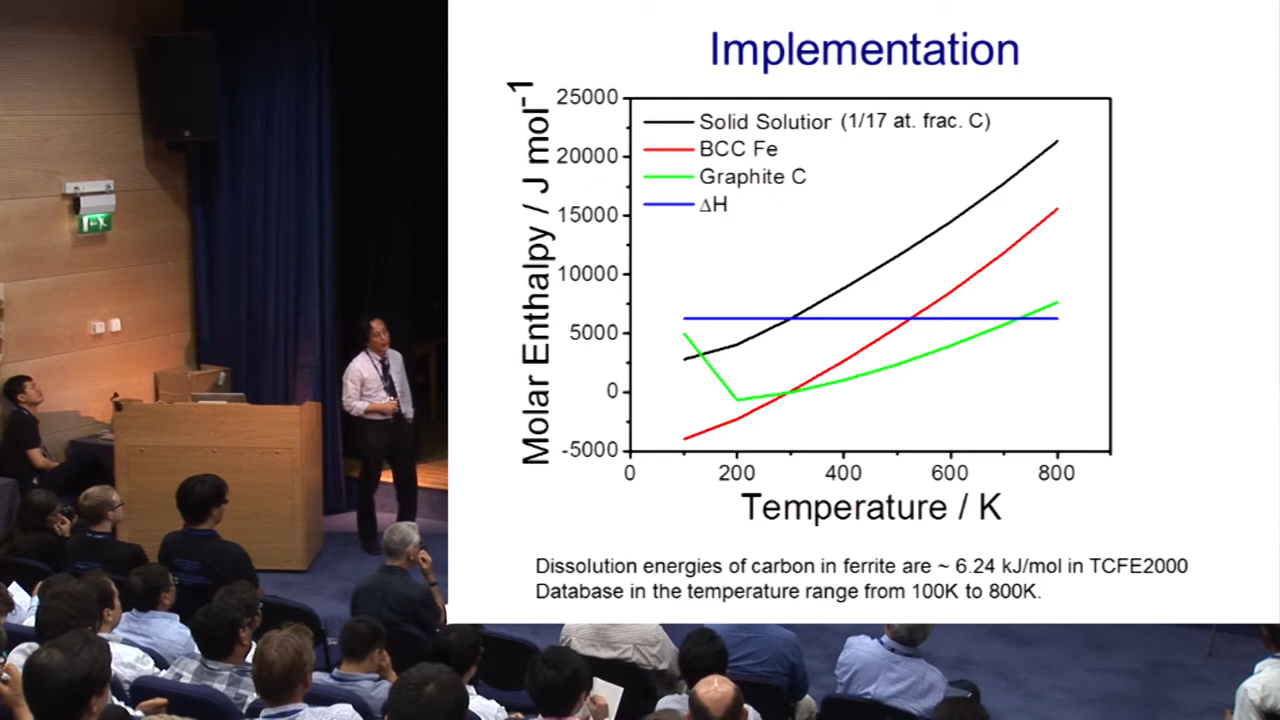 Implementation
Molar Enthalpy / J mol-1
25000
20000
15000
10000
5000
0
-5000
Solid Solutior (1/17 at. frac. C)
BCC Fe
Graphite C
ΔH
0 200 400 600 800
Temperature / K
Dissolution energies of carbon in ferrite are ~ 6.24 kJ/mol in TCFE2000
Database in the temperature range from 100K to 800K.